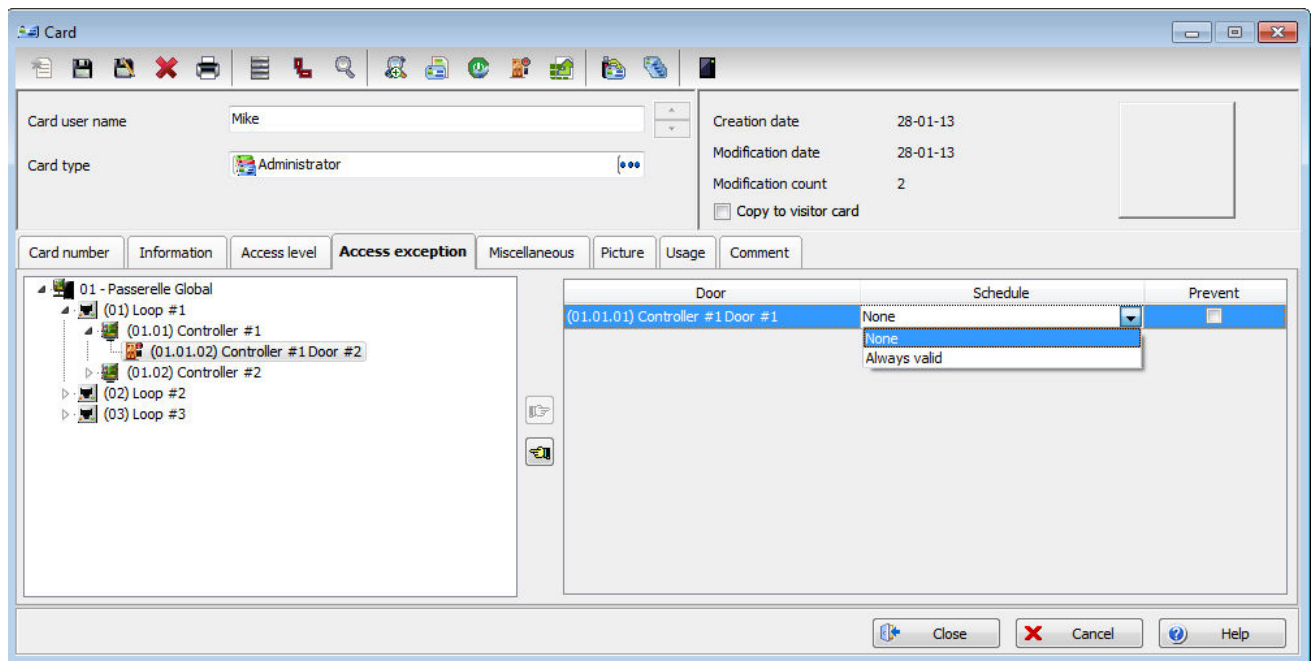 Card
Card user name
Mike
Card type
Administrator
Creation date 28-01-13
Modification date 28-01-13
Modification count 2
Copy to visitor card
Card number Information Access level Access exception Miscellaneous Picture Usage Comment
01 - Passerelle Global
(01) Loop #1
(01.01) Controller #1
(01.01.02) Controller #1 Door #2
(01.02) Controller #2
(02) Loop #2
(03) Loop #3
Door Schedule Prevent
(01.01.01) Controller #1 Door #1 None
None
Always valid
Close Cancel Help